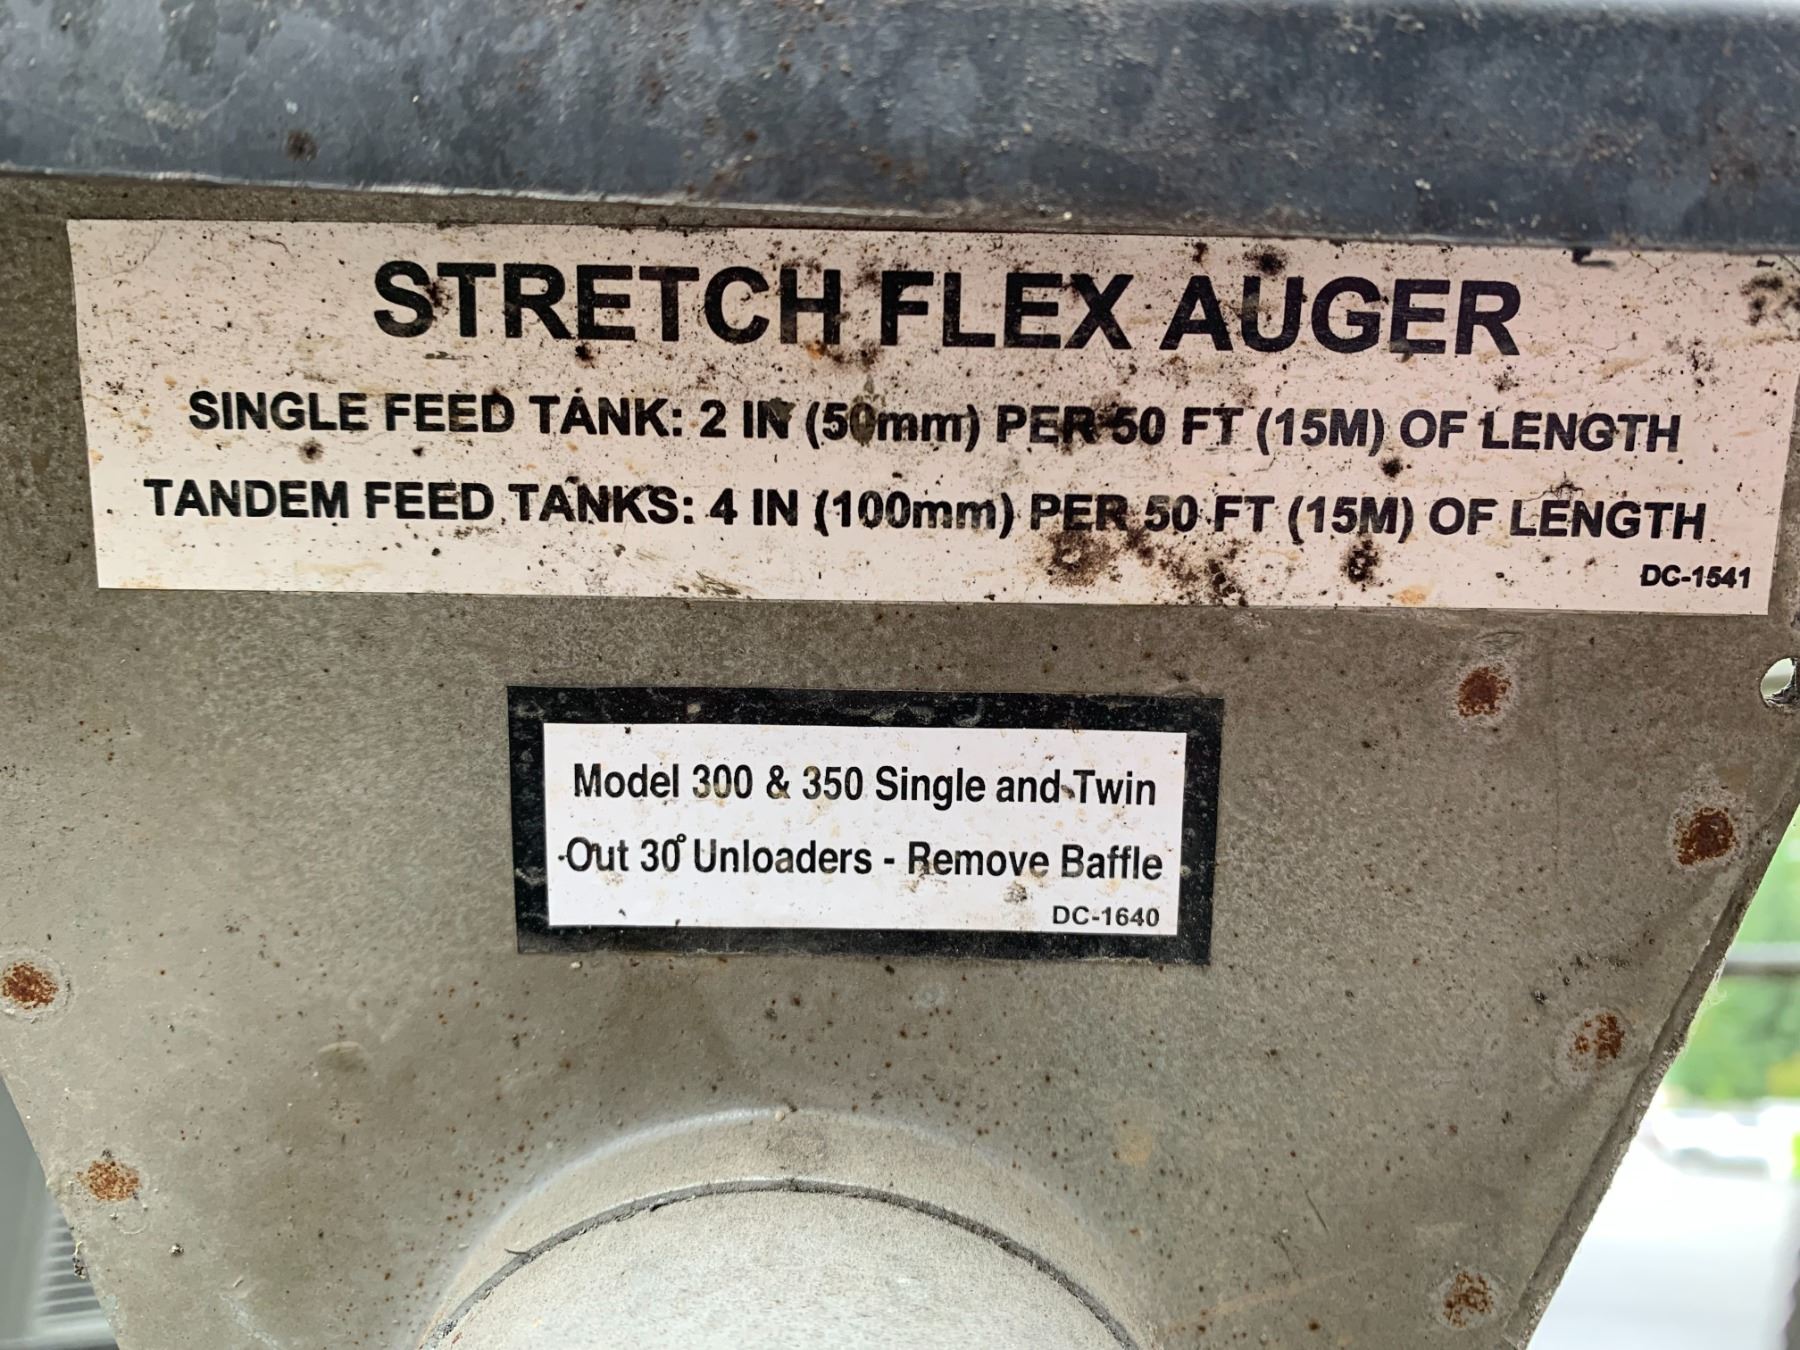 STRETCH FLEX AUGER
SINGLE FEED TANK: 2 IN (50mm) PER 50 FT (15M) OF LENGTH
TANDEM FEED TANKS: 4 IN (100mm) PER 50 FT (15M) OF LENGTH
DC-1541
Model 300 & 350 Single and Twin
Out 30° Unloaders - Remove Baffle
DC-1640